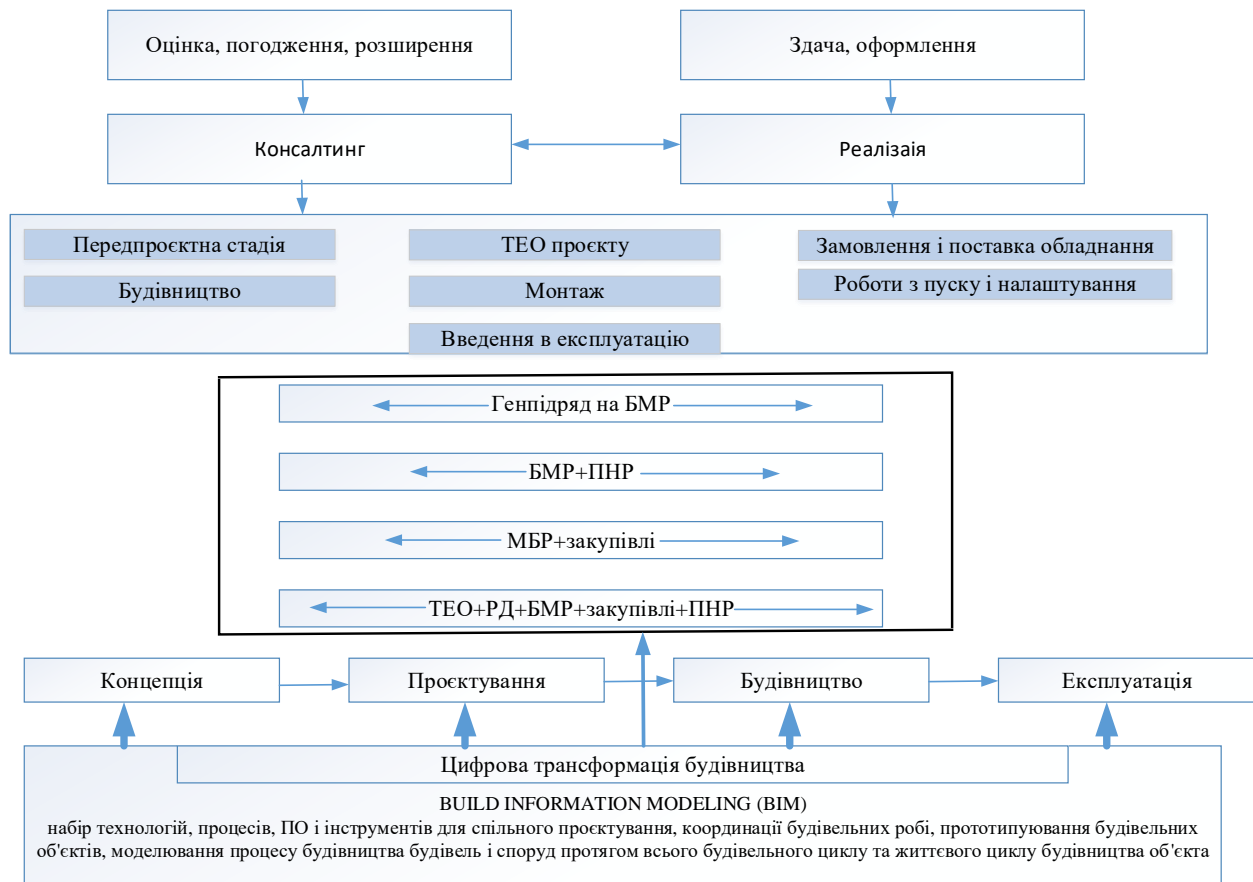 Оцінка, погодження, розширення
Здача, оформлення
Консалтинг
Реалізаія
Передпроєктна стадія
ТЕО проєкту
Замовлення і поставка обладнання
Будівництво
Монтаж
Роботи з пуску і налаштування
Введення в експлуатацію
Генпідряд на БМР
БМР+ПНР
МБР+закупівлі
ТЕО+РД+БМР+закупівлі+ПНР
Концепція
Проєктування
Будівництво
Експлуатація
Цифрова трансформація будівництва
BUILD INFORMATION MODELING (BIM)
набір технологій, процесів, ПО і інструментів для спільного проєктування, координації будівельних робі, прототипуювання будівельних
об'єктів, моделювання процесу будівництва будівель і споруд протягом всього будівельного циклу та життєвого циклу будівництва об'єкта